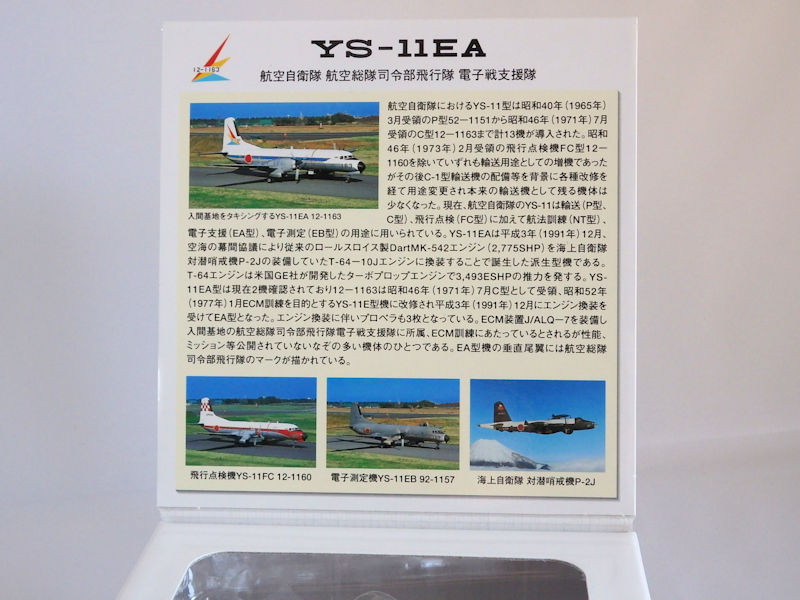 YS-11EA
12-1163
航空自衛隊 航空総隊司令部飛行隊 電子戦支援隊
航空自衛隊におけるYS-11型は昭和40年(1965年)
3月受領のP型52ー1151から昭和46年(1971年)7月
受領のC型12ー1163まで計13機が導入された。昭和
46年(1973年)2月受領の飛行点検機FC型12ー
1160を除いていずれも輸送用途としての増機であった
がその後C-1型輸送機の配備等を背景に各種改修を
経て用途変更され本来の輸送機として残る機体は
少なくなった。現在、航空自衛隊のYS-11は輸送(P型、
C型)、飛行点検(FC型)に加えて航法訓練(NT型)、
入間基地をタキシングするYS-11EA 12-1163
電子支援(EA型)、電子測定(EB型)の用途に用いられている。YS-11EAは平成3年(1991年)12月、
空海の幕間協議により従来のロールスロイス製DartMK-542エンジン(2,775SHP)を海上自衛隊
対潜哨戒機P-2Jの装備していたT-64ー10Jエンジンに換装することで誕生した派生型機である。
T-64エンジンは米国GE社が開発したターボプロップエンジンで3,493ESHPの推力を発する。YS-
11EA型は現在2機確認されており12ー1163は昭和46年(1971年)7月C型として受領、昭和52年
(1977年)1月ECM訓練を目的とするYS-11E型機に改修され平成3年(1991年)12月にエンジン換装を
受けてEA型となった。エンジン換装に伴いプロペラも3枚となっている。ECM装置J/ALQー7を装備し
入間基地の航空総隊司令部飛行隊電子戦支援隊に所属、ECM訓練にあたっているとされるが性能、
ミッション等公開されていないなぞの多い機体のひとつである。EA型機の垂直尾翼には航空総隊
司令部飛行隊のマークが描かれている。
飛行点検機YS-11FC 12-1160
電子測定機YS-11EB 92-1157
海上自衛隊 対潜哨戒機P-2J